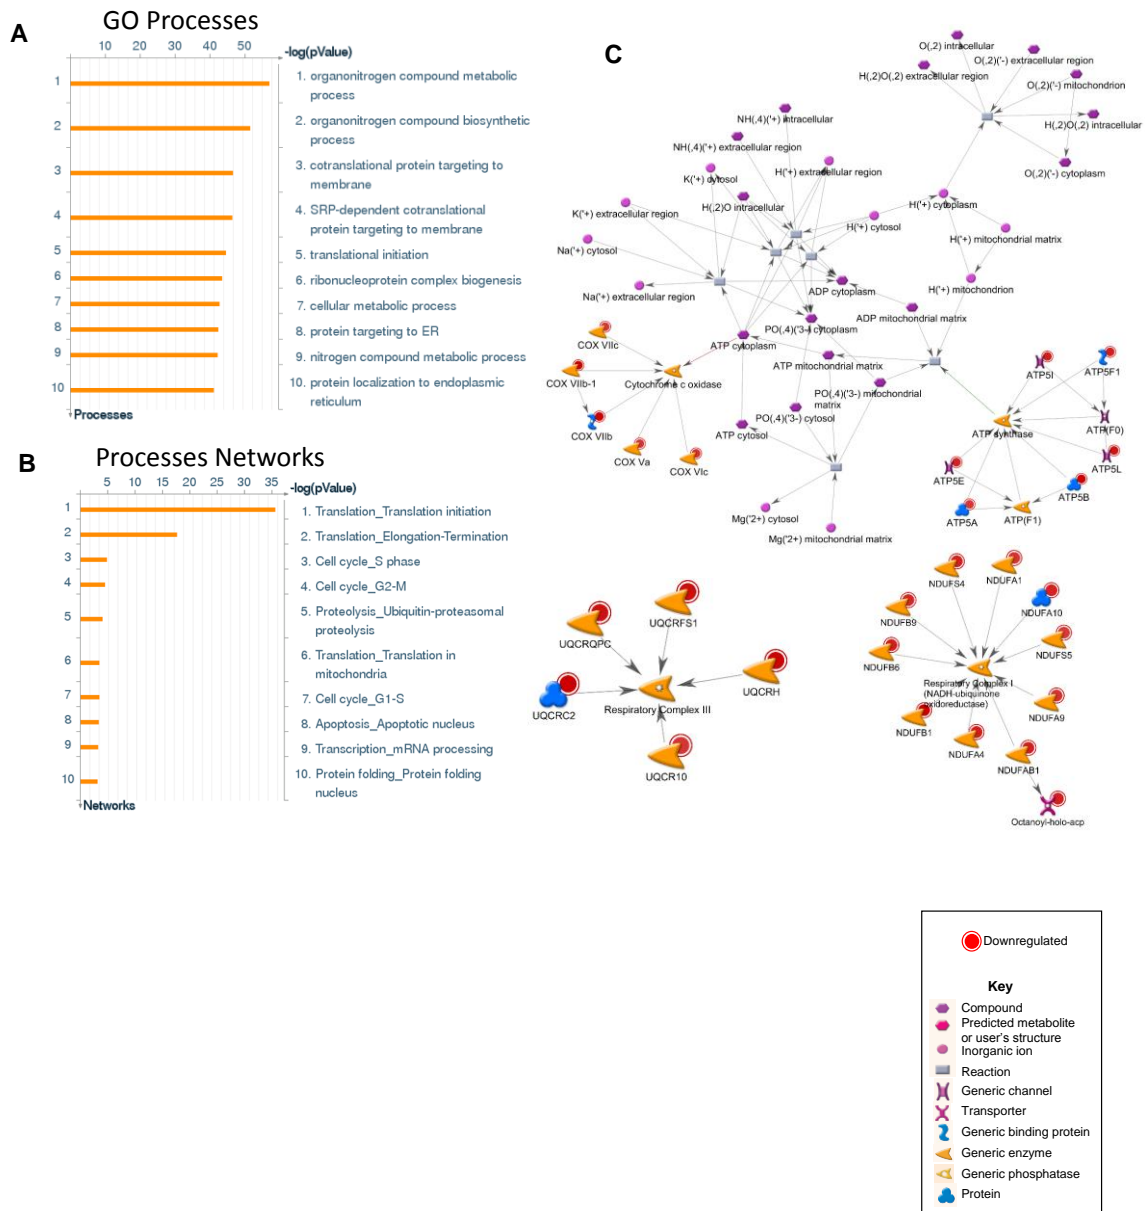 A
GO Processes
10 20 30 40 50
-log(pValue)
1
1. organonitrogen compound metabolic
process
2
2. organonitrogen compound biosynthetic
process
3
3. cotranslational protein targeting to
membrane
4
4. SRP-dependent cotranslational
protein targeting to membrane
5
5. translational initiation
6
6. ribonucleoprotein complex biogenesis
7
7. cellular metabolic process
8
8. protein targeting to ER
9
9. nitrogen compound metabolic process
10
10. protein localization to endoplasmic
reticulum
Processes
B
Processes Networks
5 10 15 20 25 30 35
-log(pValue)
1
1. Translation_Translation initiation
2
2. Translation_Elongation-Termination
3
3. Cell cycle_S phase
4
4. Cell cycle_G2-M
5
5. Proteolysis_Ubiquitin-proteasomal
proteolysis
6
6. Translation_Translation in
mitochondria
7
7. Cell cycle_G1-S
8
8. Apoptosis_Apoptotic nucleus
9
9. Transcription_mRNA processing
10
10. Protein folding_Protein folding
nucleus
Networks
C
O(,2) intracellular
O(,2)('-) extracellular region
H(,2)O(,2) extracellular region
O(,2)('-) mitochondrion
H(,2)O(,2) intracellular
O(,2)('-) cytoplasm
NH(,4)('+) intracellular
NH(,4)('+) extracellular region
K('+) cytosol
H('+) extracellular region
K('+) extracellular region
H(,2)O intracellular
H('+) cytosol
H('+) cytoplasm
Na('+) cytosol
H('+) mitochondrial matrix
Na('+) extracellular region
ADP cytoplasm
H('+) mitochondrion
PO(,4)('3-) cytoplasm
ADP mitochondrial matrix
COX VIIc
ATP cytoplasm
ATP mitochondrial matrix
ATP5I
ATP5F1
COX VIIb-1
Cytochrome c oxidase
PO(,4)('3-) mitochondrial
matrix
COX VIIb
PO(,4)('3-) cytosol
ATP synthase
ATP(F0)
ATP cytosol
COX Va
COX VIc
ATP5E
ATP5L
ATP5B
ATP5A
ATP(F1)
Mg('2+) cytosol
Mg('2+) mitochondrial matrix
UQCRFS1
UQCRQPC
UQCRH
UQCRC2
Respiratory Complex III
UQCR10
NDUFS4
NDUFA1
NDUFB9
NDUFA10
NDUFB6
NDUFS5
Respiratory Complex I
(NADH-ubiquinone
oxidoreductase)
NDUFA9
NDUFB1
NDUFA4
NDUFAB1
Octanoyl-holo-acp
Downregulated
Key
Compound
Predicted metabolite
or user's structure
Inorganic ion
Reaction
Generic channel
Transporter
Generic binding protein
Generic enzyme
Generic phosphatase
Protein